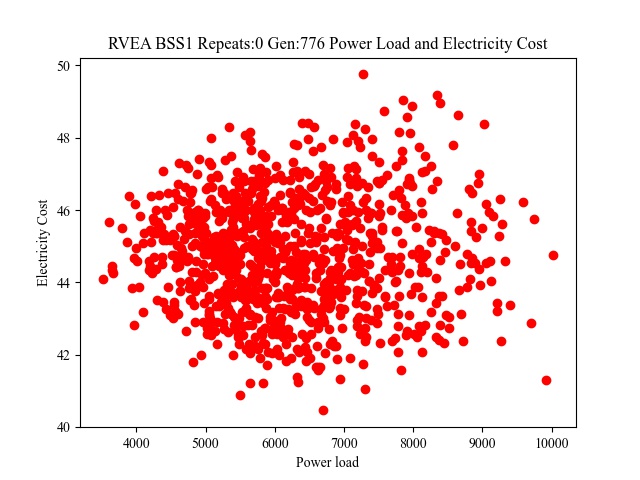 RVEA BSS1 Repeats:0 Gen:776 Power Load and Electricity Cost
50
48
46
44
42
40
Electricity Cost
4000 5000 6000 7000 8000 9000 10000
Power load